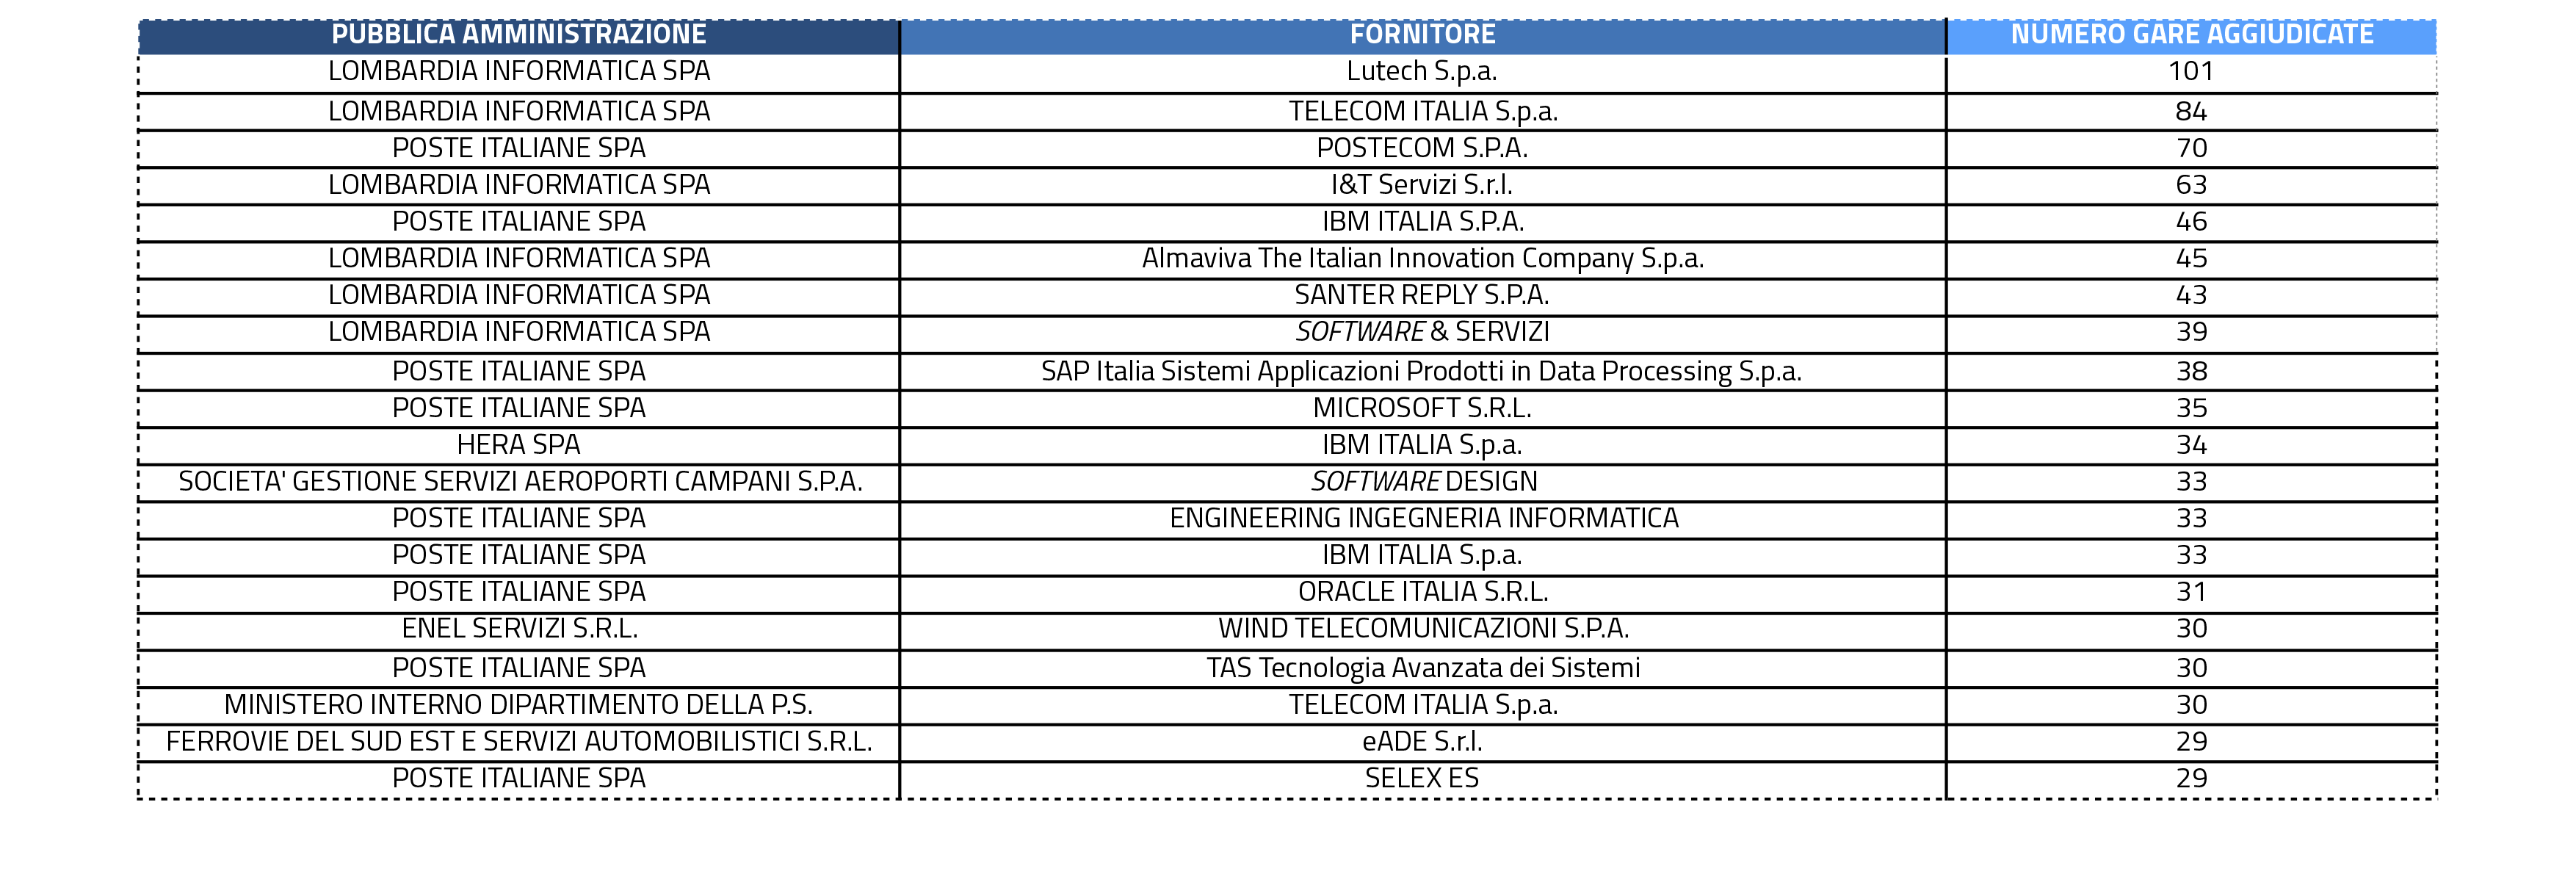 PUBBLICA AMMINISTRAZIONE FORNITORE NUMERO GARE AGGIUDICATE
LOMBARDIA INFORMATICA SPA Lutech S.p.a. 101
LOMBARDIA INFORMATICA SPA TELECOM ITALIA S.p.a. 84
POSTE ITALIANE SPA POSTECOM S.P.A. 70
LOMBARDIA INFORMATICA SPA I&T Servizi S.r.l. 63
POSTE ITALIANE SPA IBM ITALIA S.P.A. 46
LOMBARDIA INFORMATICA SPA Almaviva The Italian Innovation Company S.p.a. 45
LOMBARDIA INFORMATICA SPA SANTER REPLY S.P.A. 43
LOMBARDIA INFORMATICA SPA SOFTWARE & SERVIZI 39
POSTE ITALIANE SPA SAP Italia Sistemi Applicazioni Prodotti in Data Processing S.p.a. 38
POSTE ITALIANE SPA MICROSOFT S.R.L. 35
HERA SPA IBM ITALIA S.p.a. 34
SOCIETA' GESTIONE SERVIZI AEROPORTI CAMPANI S.P.A. SOFTWARE DESIGN 33
POSTE ITALIANE SPA ENGINEERING INGEGNERIA INFORMATICA 33
POSTE ITALIANE SPA IBM ITALIA S.p.a. 33
POSTE ITALIANE SPA ORACLE ITALIA S.R.L. 31
ENEL SERVIZI S.R.L. WIND TELECOMUNICAZIONI S.P.A. 30
POSTE ITALIANE SPA TAS Tecnologia Avanzata dei Sistemi 30
MINISTERO INTERNO DIPARTIMENTO DELLA P.S. TELECOM ITALIA S.p.a. 30
FERROVIE DEL SUD EST E SERVIZI AUTOMOBILISTICI S.R.L. eADE S.r.l. 29
POSTE ITALIANE SPA SELEX ES 29